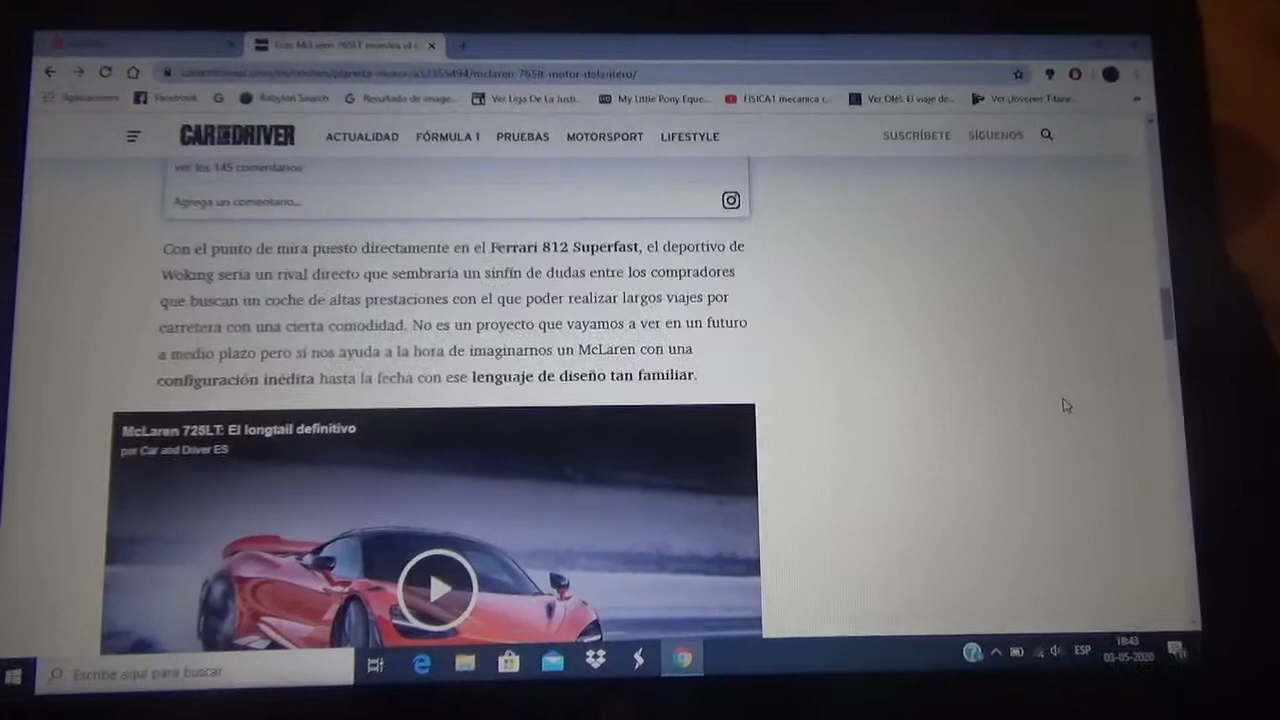 Este McLaren 765LT
/planeta-motor/a32355494/mclaren-765lt-motor-delantero/
Aplicaciones Facebook Babylon Search Resultado de image... Ver Liga De La Justi... My Little Pony Eque... FISICA1 mecanica c... Ver OHL: El viaje de... Ver ¡Jóvenes Titane...
CAR AND DRIVER ACTUALIDAD FÓRMULA 1 PRUEBAS MOTORSPORT LIFESTYLE SUSCRÍBETE SÍGUENOS
Ver los 145 comentarios
Agrega un comentario...
Con el punto de mira puesto directamente en el Ferrari 812 Superfast, el deportivo de
Woking sería un rival directo que sembraría un sinfín de dudas entre los compradores
que buscan un coche de altas prestaciones con el que poder realizar largos viajes por
carretera con una cierta comodidad. No es un proyecto que vayamos a ver en un futuro
a medio plazo pero sí nos ayuda a la hora de imaginarnos un McLaren con una
configuración inédita hasta la fecha con ese lenguaje de diseño tan familiar.
McLaren 725LT: El longtail definitivo
por Car and Driver ES
Escribe aquí para buscar
ESP
18:43
03-05-2020